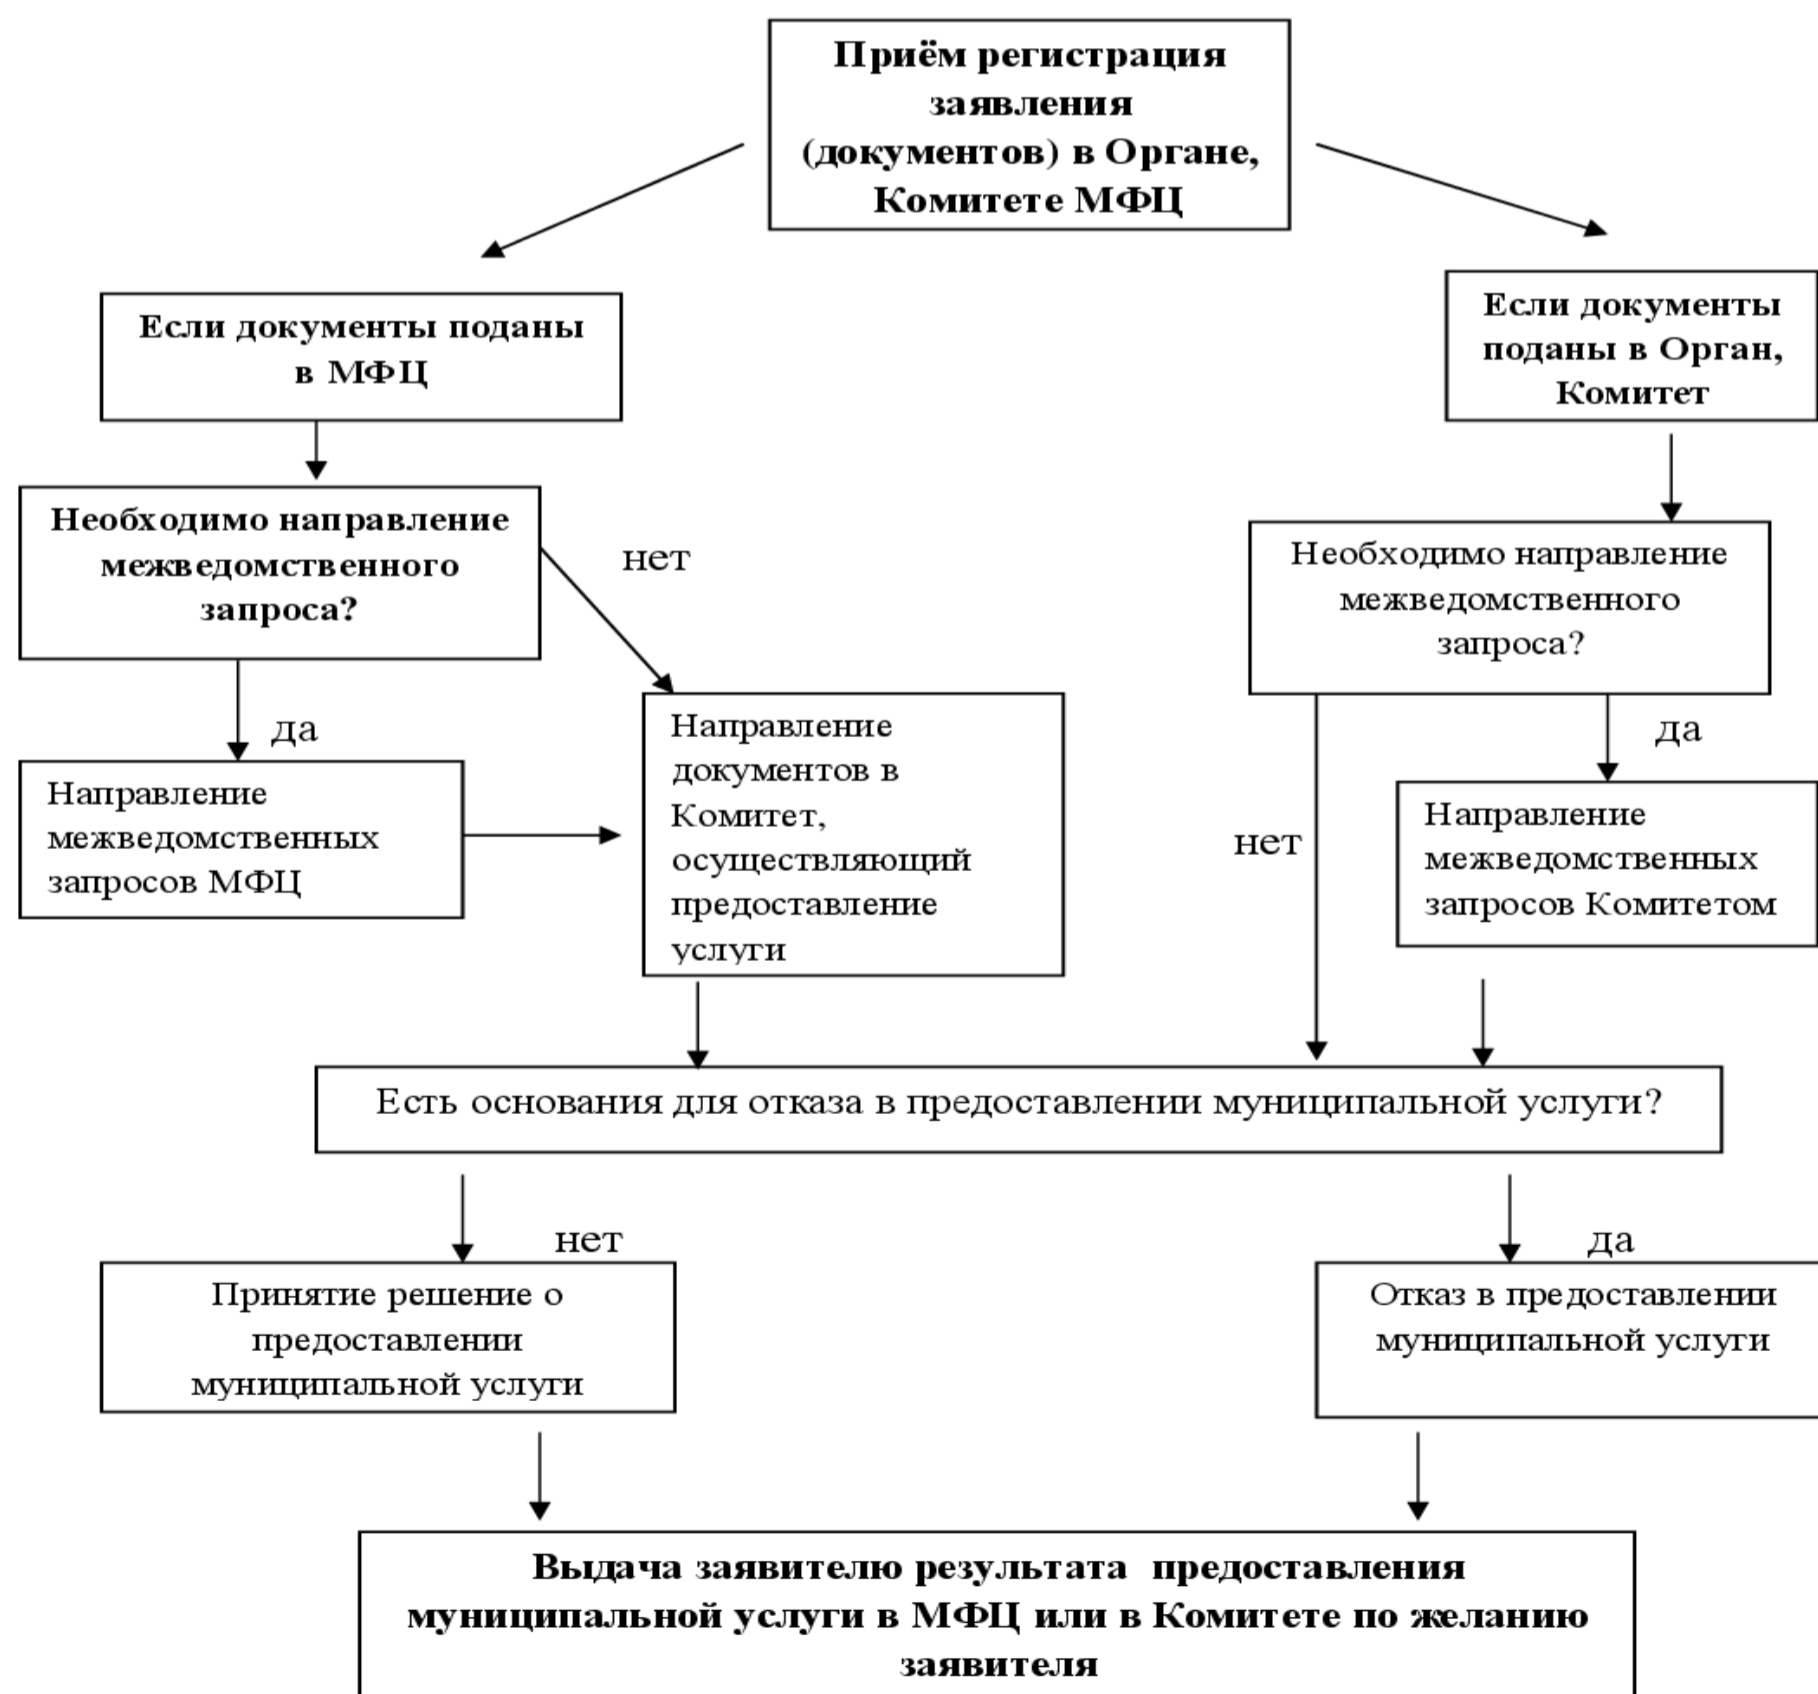 Приём регистрация
заявления
(документов) в Органе,
Комитете МФЦ
Если документы поданы
в МФЦ
Если документы
поданы в Орган,
Комитет
Необходимо направление
межведомственного
запроса?
нет
Необходимо направление
межведомственного
запроса?
да
Направление
межведомственных
запросов МФЦ
Направление
документов в
Комитет,
осуществляющий
предоставление
услуги
нет
да
Направление
межведомственных
запросов Комитетом
Есть основания для отказа в предоставлении муниципальной услуги?
нет
да
Принятие решение о
предоставлении
муниципальной услуги
Отказ в предоставлении
муниципальной услуги
Выдача заявителю результата  предоставления
муниципальной услуги в МФЦ или в Комитете по желанию
заявителя